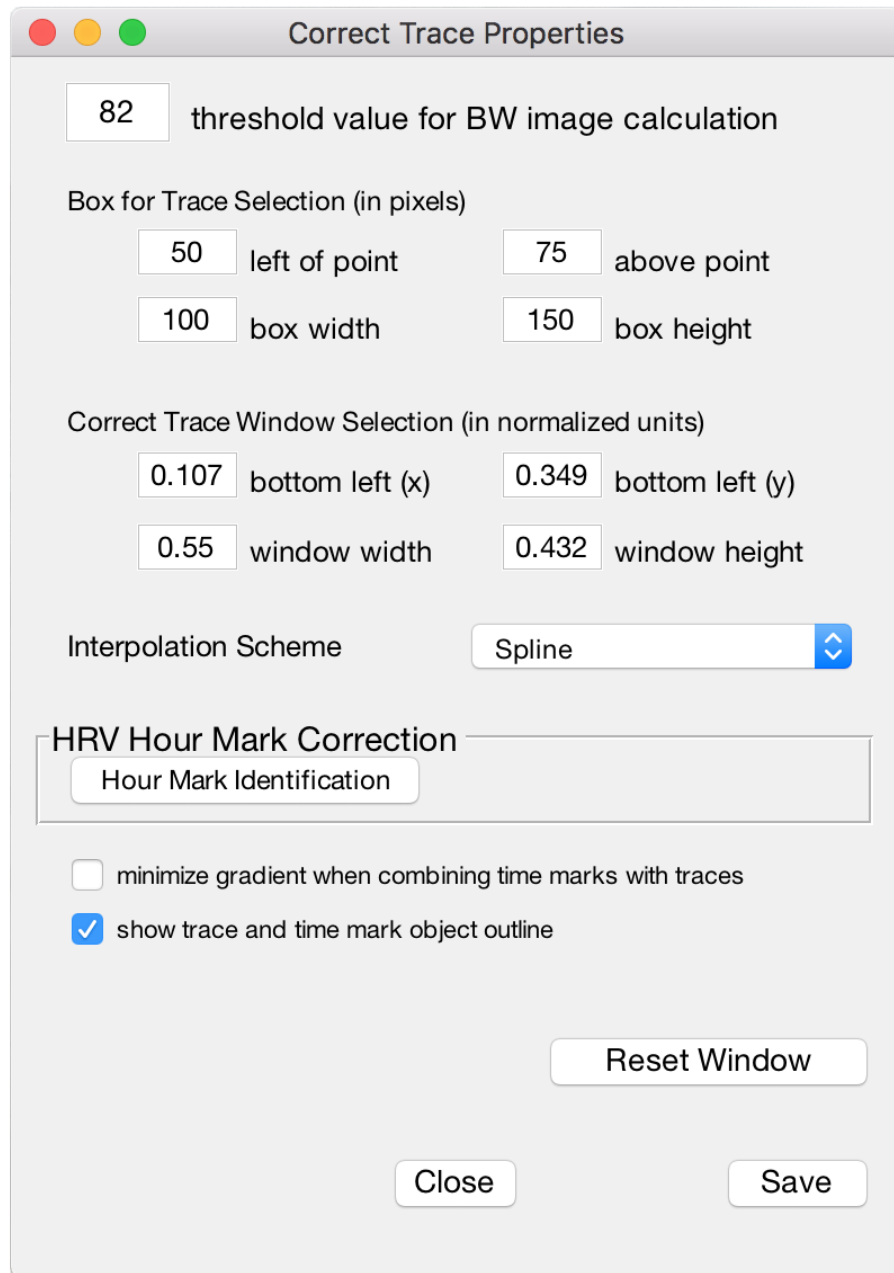 Correct Trace Properties
82 threshold value for BW image calculation
Box for Trace Selection (in pixels)
50 left of point 75 above point
100 box width 150 box height
Correct Trace Window Selection (in normalized units)
0.107 bottom left (x) 0.349 bottom left (y)
0.55 window width 0.432 window height
Interpolation Scheme Spline
HRV Hour Mark Correction
Hour Mark Identification
minimize gradient when combining time marks with traces
show trace and time mark object outline
Reset Window
Close Save